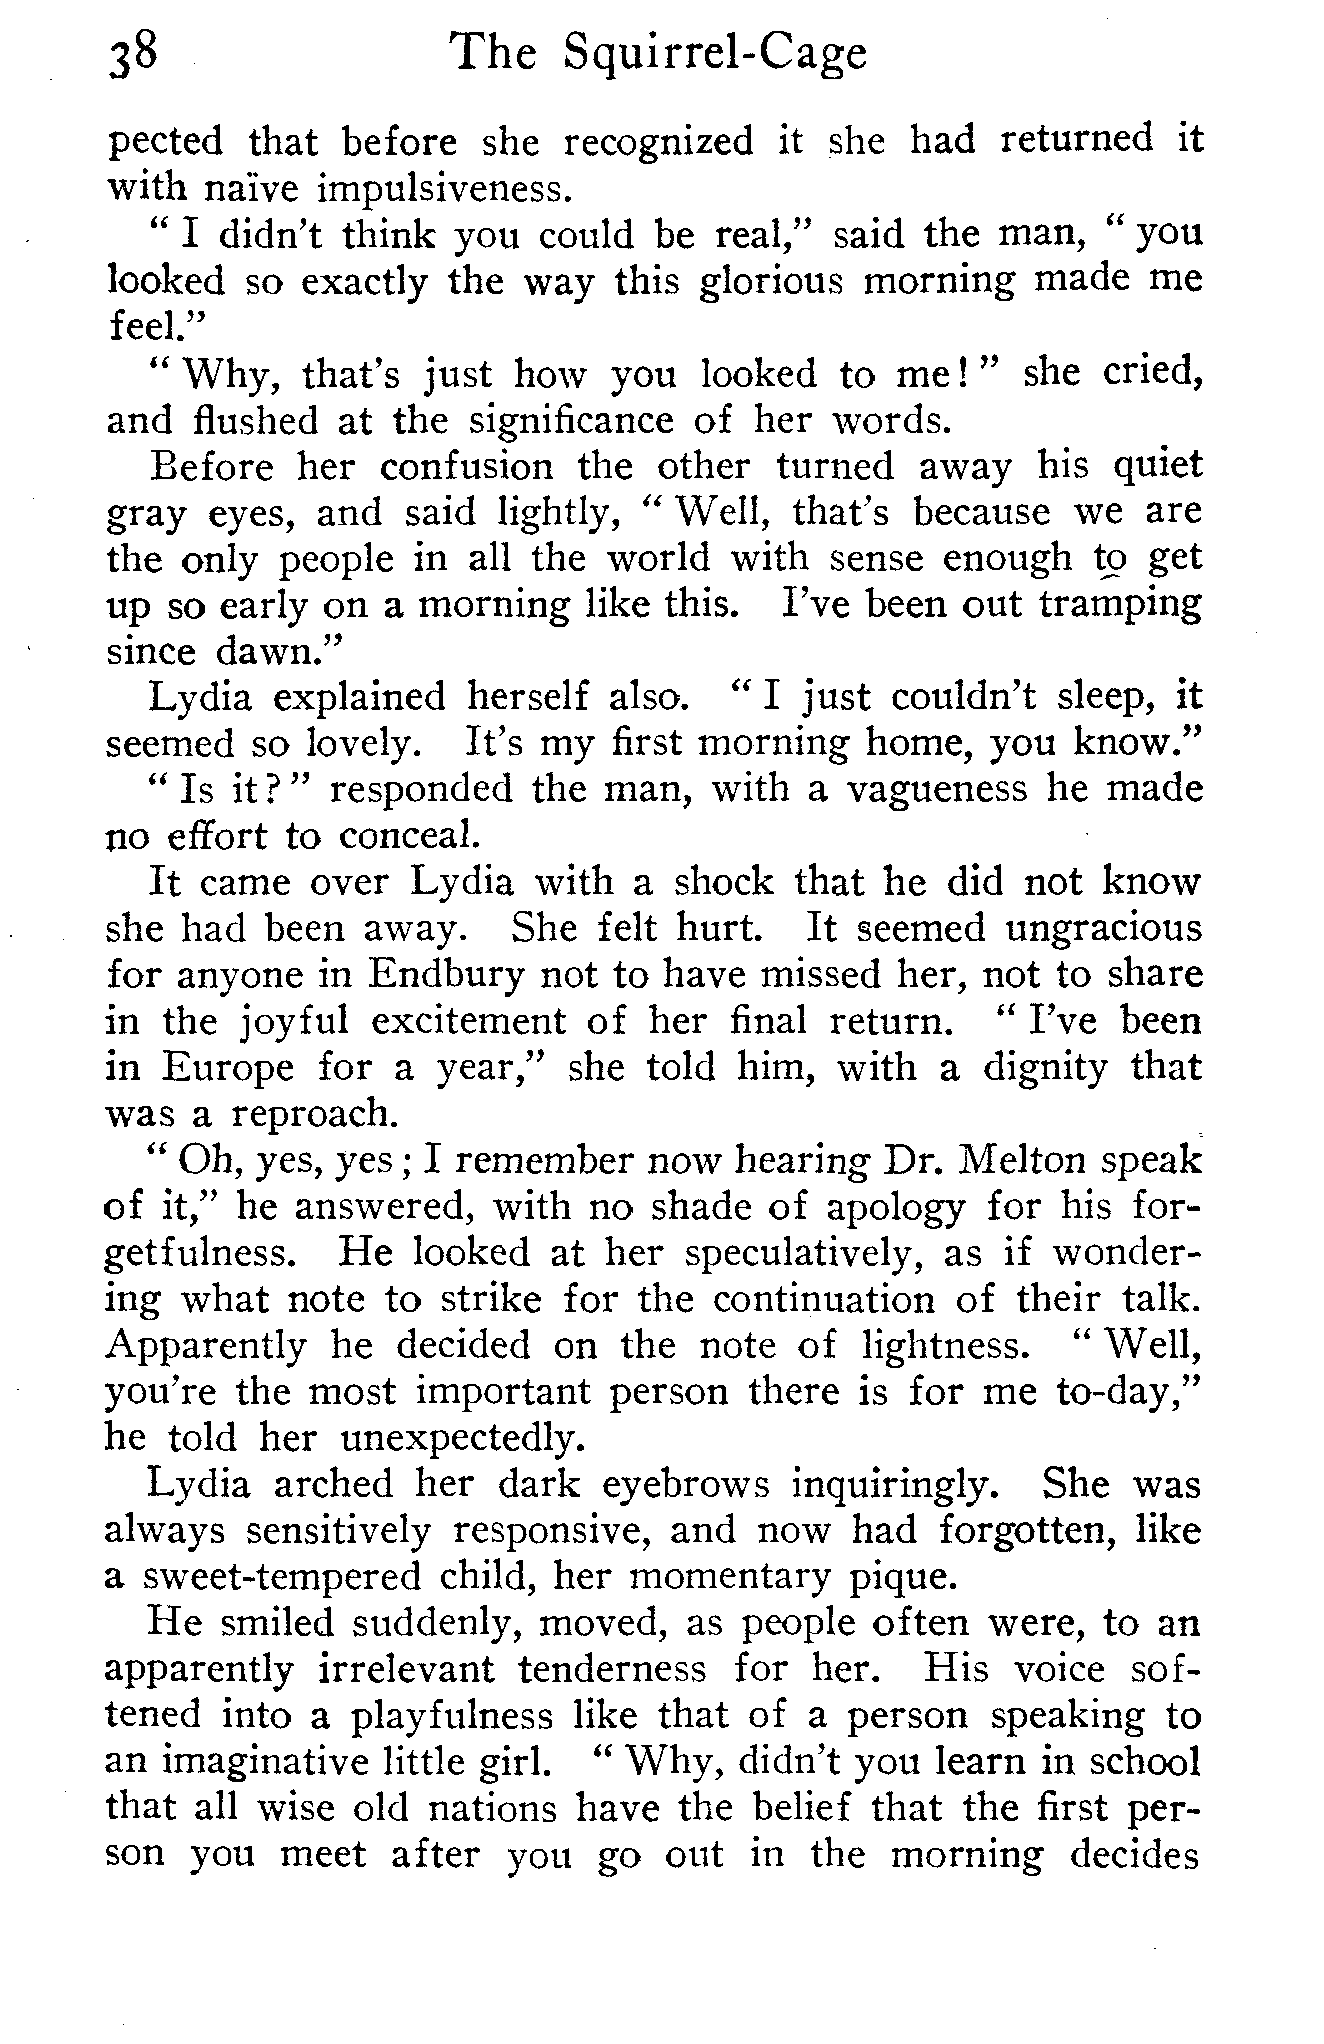 38 The Squirrel-Cage
pected that before she recognized it she had returned it
with naïve impulsiveness.
" I didn't think you could be real," said the man, " you
looked so exactly the way this glorious morning made me
feel."
" Why, that's just how you looked to me! " she cried,
and flushed at the significance of her words.
Before her confusion the other turned away his quiet
gray eyes, and said lightly, " Well, that's because we are
the only people in all the world with sense enough to get
up so early on a morning like this. I've been out tramping
since dawn."
Lydia explained herself also. " I just couldn't sleep, it
seemed so lovely. It's my first morning home, you know."
" Is it? " responded the man, with a vagueness he made
no effort to conceal.
It came over Lydia with a shock that he did not know
she had been away. She felt hurt. It seemed ungracious
for anyone in Endbury not to have missed her, not to share
in the joyful excitement of her final return. " I've been
in Europe for a year," she told him, with a dignity that
was a reproach.
" Oh, yes, yes; I remember now hearing Dr. Melton speak
of it," he answered, with no shade of apology for his for-
getfulness. He looked at her speculatively, as if wonder-
ing what note to strike for the continuation of their talk.
Apparently he decided on the note of lightness. " Well,
you're the most important person there is for me to-day,"
he told her unexpectedly.
Lydia arched her dark eyebrows inquiringly. She was
always sensitively responsive, and now had forgotten, like
a sweet-tempered child, her momentary pique.
He smiled suddenly, moved, as people often were, to an
apparently irrelevant tenderness for her. His voice sof-
tened into a playfulness like that of a person speaking to
an imaginative little girl. " Why, didn't you learn in school
that all wise old nations have the belief that the first per-
son you meet after you go out in the morning decides